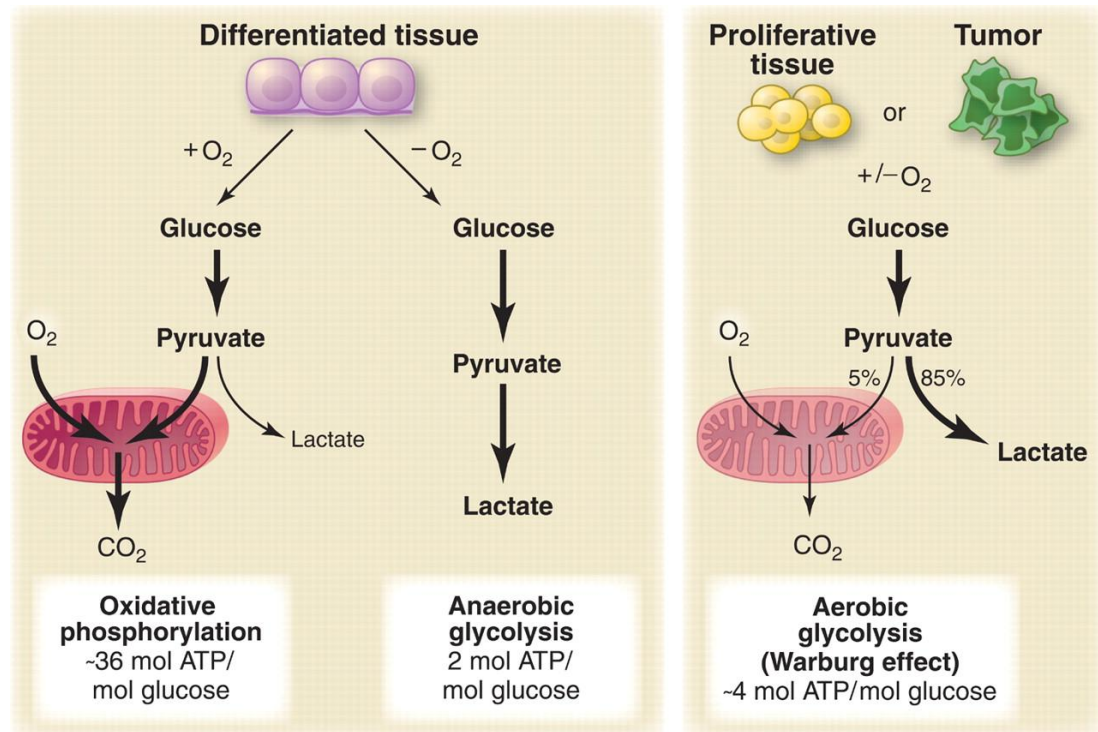 Differentiated tissue
+O₂
−O₂
Glucose
Glucose
O₂
Pyruvate
Pyruvate
Lactate
Lactate
CO₂
Oxidative
phosphorylation
~36 mol ATP/
mol glucose
Anaerobic
glycolysis
2 mol ATP/
mol glucose
Proliferative
tissue
or
Tumor
+/−O₂
Glucose
O₂
Pyruvate
5%
85%
Lactate
CO₂
Aerobic
glycolysis
(Warburg effect)
~4 mol ATP/mol glucose